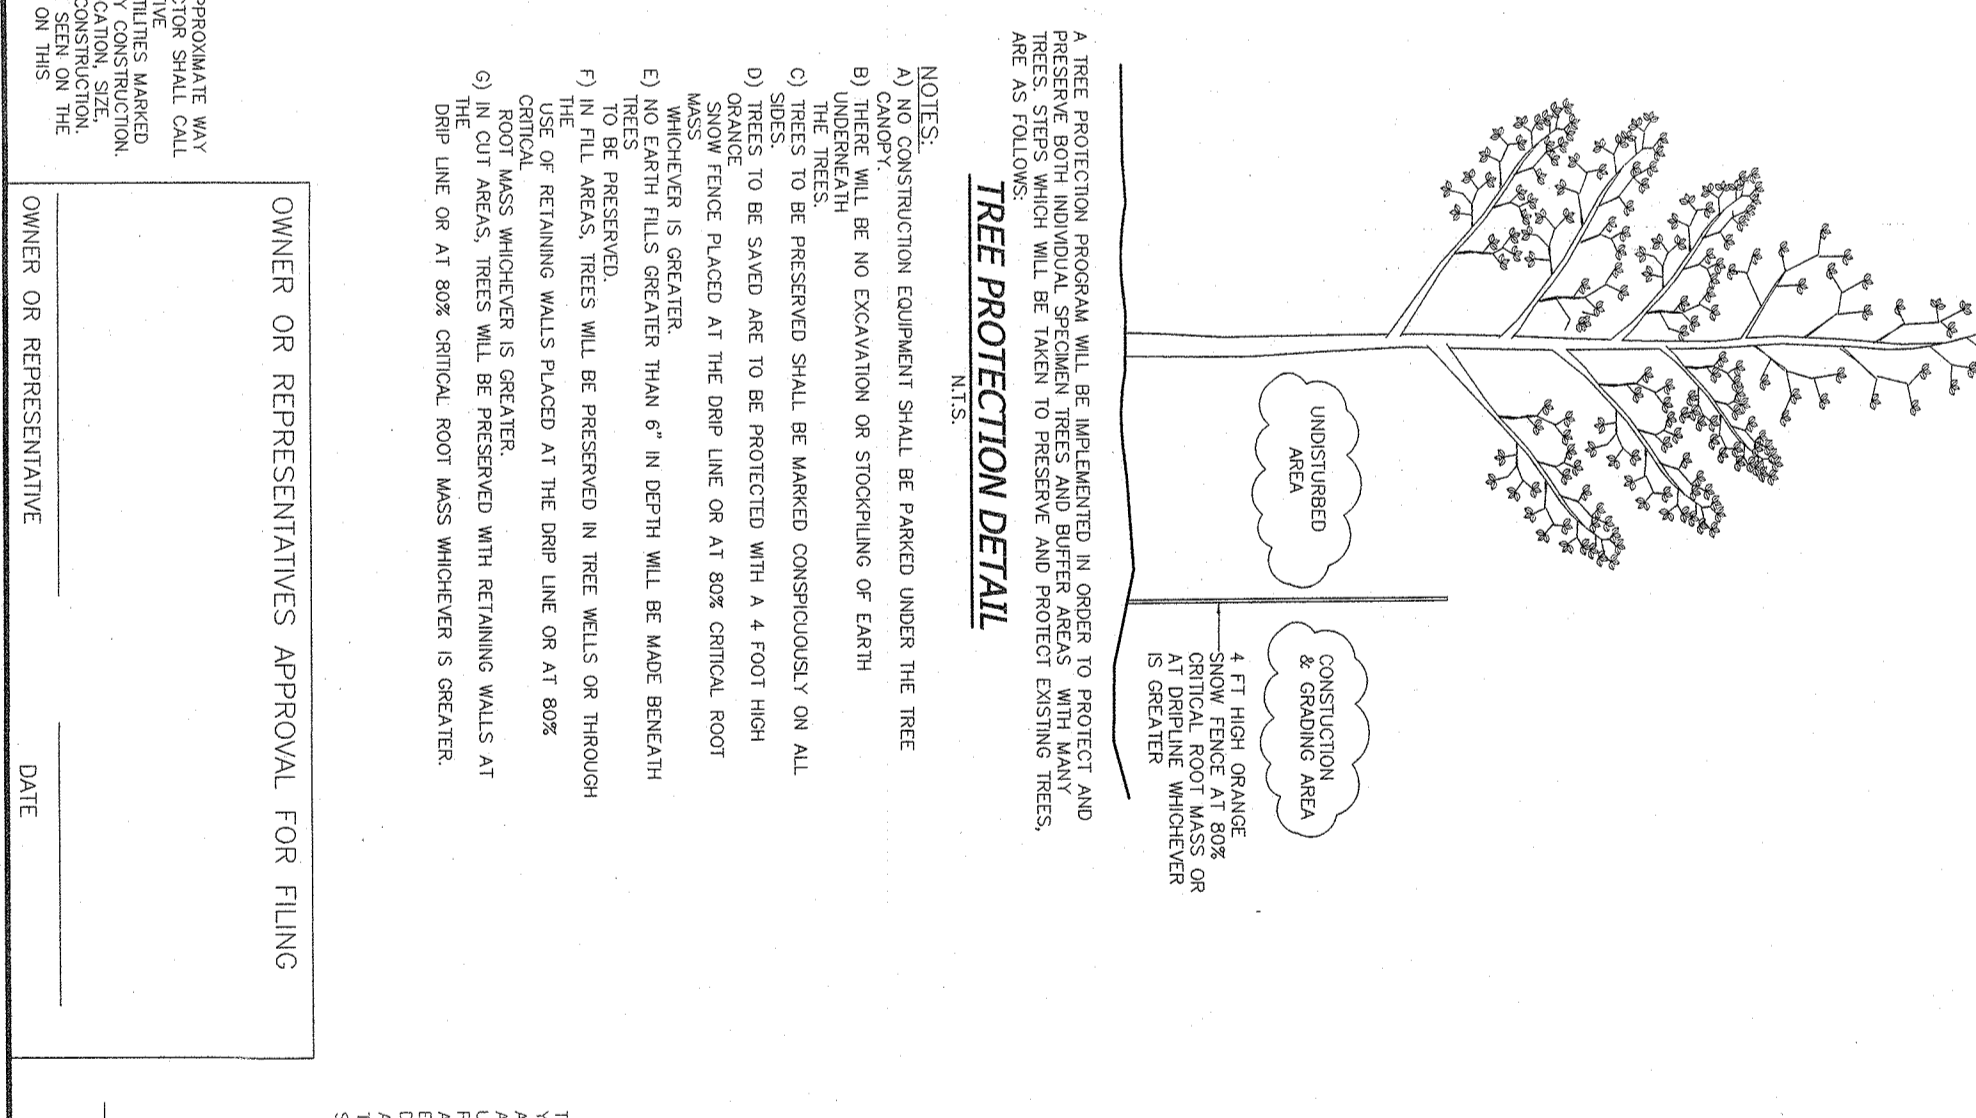 UNDISTURBED
AREA
CONSTUCTION
& GRADING AREA
4 FT HIGH ORANGE
SNOW FENCE AT 80%
CRITICAL ROOT MASS OR
AT DRIPLINE WHICHEVER
IS GREATER
A TREE PROTECTION PROGRAM WILL BE IMPLEMENTED IN ORDER TO PROTECT AND
PRESERVE BOTH INDIVIDUAL SPECIMEN TREES AND BUFFER AREAS WITH MANY
TREES. STEPS WHICH WILL BE TAKEN TO PRESERVE AND PROTECT EXISTING TREES,
ARE AS FOLLOWS:
TREE PROTECTION DETAIL
N.T.S.
NOTES:
A) NO CONSTRUCTION EQUIPMENT SHALL BE PARKED UNDER THE TREE
CANOPY.
B) THERE WILL BE NO EXCAVATION OR STOCKPILING OF EARTH
UNDERNEATH
THE TREES.
C) TREES TO BE PRESERVED SHALL BE MARKED CONSPICUOUSLY ON ALL
SIDES.
D) TREES TO BE SAVED ARE TO BE PROTECTED WITH A 4 FOOT HIGH
ORANCE
SNOW FENCE PLACED AT THE DRIP LINE OR AT 80% CRITICAL ROOT
MASS
WHICHEVER IS GREATER.
E) NO EARTH FILLS GREATER THAN 6" IN DEPTH WILL BE MADE BENEATH
TREES
TO BE PRESERVED.
F) IN FILL AREAS, TREES WILL BE PRESERVED IN TREE WELLS OR THROUGH
THE
USE OF RETAINING WALLS PLACED AT THE DRIP LINE OR AT 80%
CRITICAL
ROOT MASS WHICHEVER IS GREATER.
G) IN CUT AREAS, TREES WILL BE PRESERVED WITH RETAINING WALLS AT
THE
DRIP LINE OR AT 80% CRITICAL ROOT MASS WHICHEVER IS GREATER.
OWNER OR REPRESENTATIVES APPROVAL FOR FILING
OWNER OR REPRESENTATIVE
DATE
PPROXIMATE WAY
CTOR SHALL CALL
IVE
TILITIES MARKED
Y CONSTRUCTION.
CATION, SIZE,
CONSTRUCTION.
SEEN ON THE
ON THIS